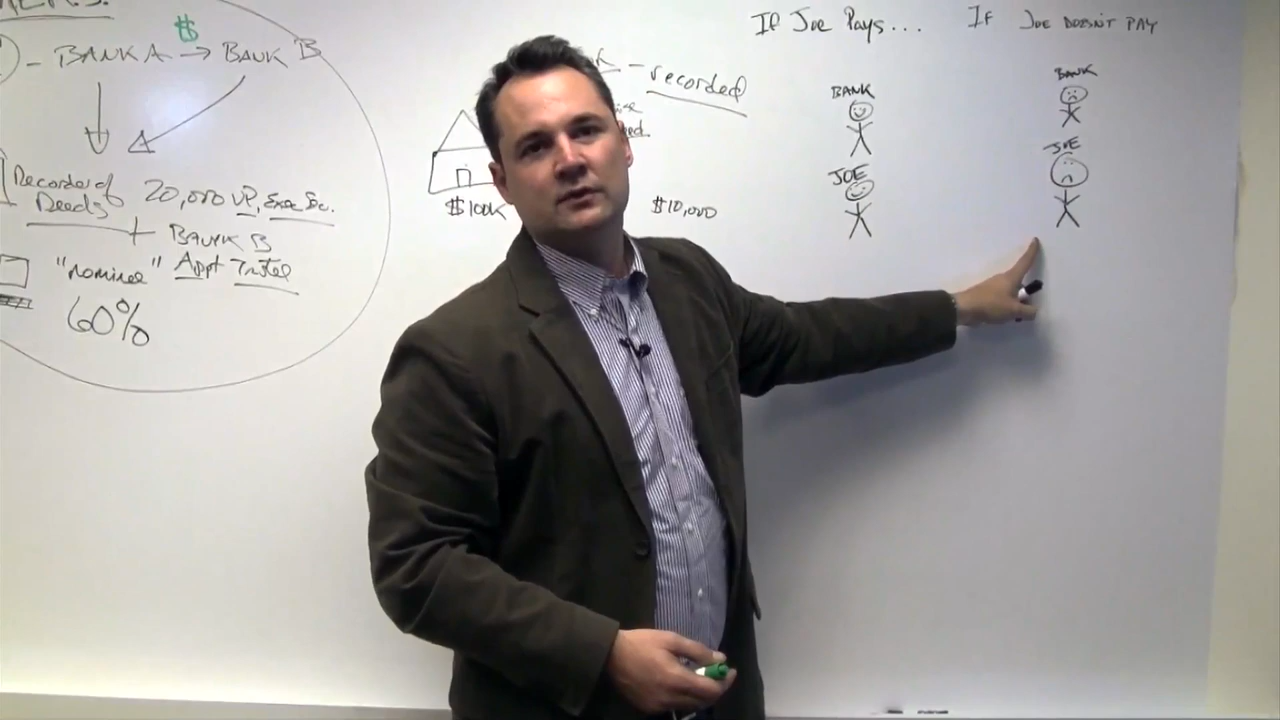 $
- BANK A → BANK B
Recorder of
Deeds
20,000 VP, Exec Sec.
+ BANK B
"nominee" Appt Trustee
60%
- recorded
$100K
$10,000
If Joe Pays...
BANK
JOE
If JOE DOESN'T PAY
BANK
JOE